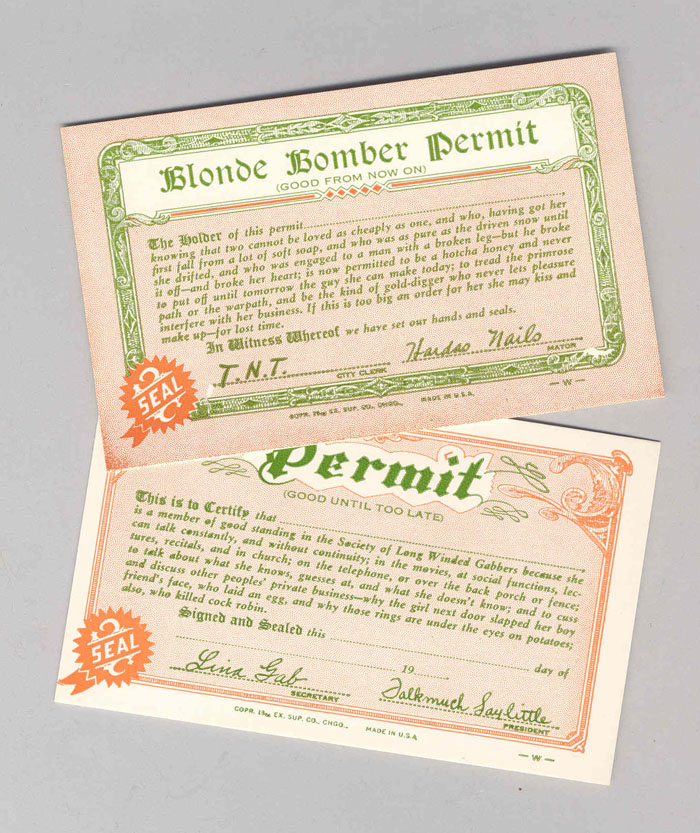 Blonde Bomber Permit
(GOOD FROM NOW ON)
The Holder of this permit
knowing that two cannot be loved as cheaply as one, and who, having got her
first fall from a lot of soft soap, and who was as pure as the driven snow until
she drifted, and who was engaged to a man with a broken leg—but he broke
it off—and broke her heart; is now permitted to be a hotcha honey and never
to put off until tomorrow the guy she can make today; to tread the primrose
path or the warpath, and be the kind of gold-digger who never lets pleasure
interfere with her business. If this is too big an order for her she may kiss and
make up—for lost time.
In Witness Whereof we have set our hands and seals.
T.N.T. Hardas Nails
CITY CLERK MAYOR
SEAL
COPR. EX. SUP. CO., CHGO., MADE IN U.S.A.
—W—
Permit
(GOOD UNTIL TOO LATE)
This is to Certify that
is a member of good standing in the Society of Long Winded Gabbers because she
can talk constantly, and without continuity; in the movies, at social functions, lec-
tures, recitals, and in church; on the telephone, or over the back porch or fence;
to talk about what she knows, guesses at, and what she doesn't know; and to cuss
and discuss other peoples' private business—why the girl next door slapped her boy
friend's face, who laid an egg, and why those rings are under the eyes on potatoes;
also, who killed cock robin.
Signed and Sealed this day of
19
Liza Gab Talkmuch Saylittle
SECRETARY PRESIDENT
SEAL
COPR. EX. SUP. CO., CHGO., MADE IN U.S.A.
—W—